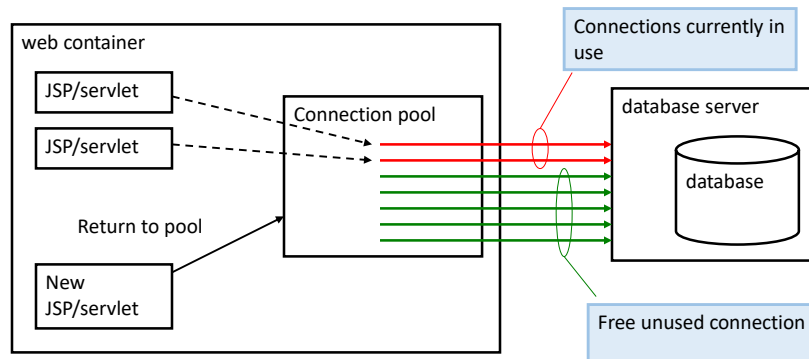 web container
JSP/servlet
JSP/servlet
Return to pool
New
JSP/servlet
Connection pool
Connections currently in
use
database server
database
Free unused connection